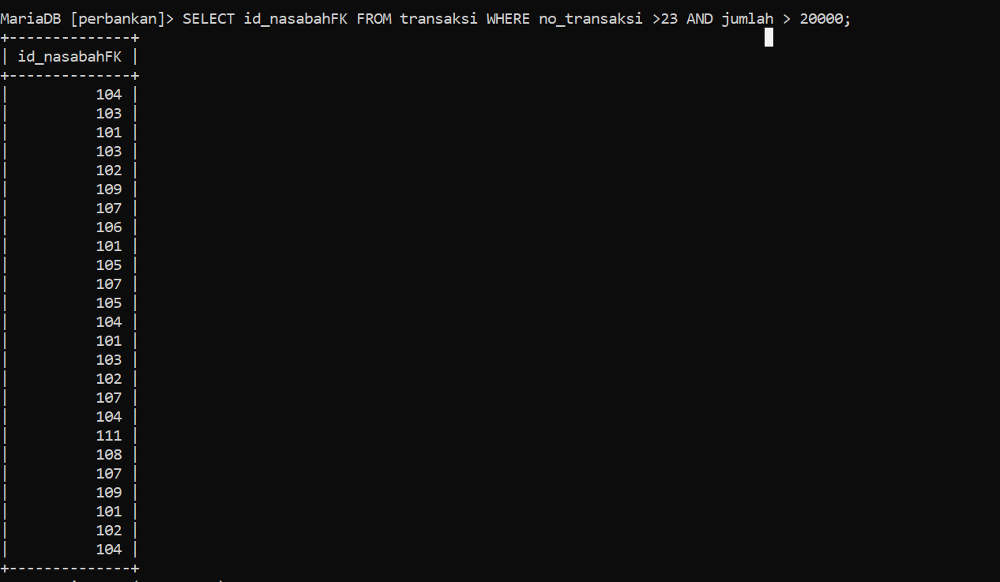 MariaDB [perbankan]> SELECT id_nasabahFK FROM transaksi WHERE no_transaksi >23 AND jumlah > 20000;
+--------------+
| id_nasabahFK |
+--------------+
|          104 |
|          103 |
|          101 |
|          103 |
|          102 |
|          109 |
|          107 |
|          106 |
|          101 |
|          105 |
|          107 |
|          105 |
|          104 |
|          101 |
|          103 |
|          102 |
|          107 |
|          104 |
|          111 |
|          108 |
|          107 |
|          109 |
|          101 |
|          102 |
|          104 |
+--------------+